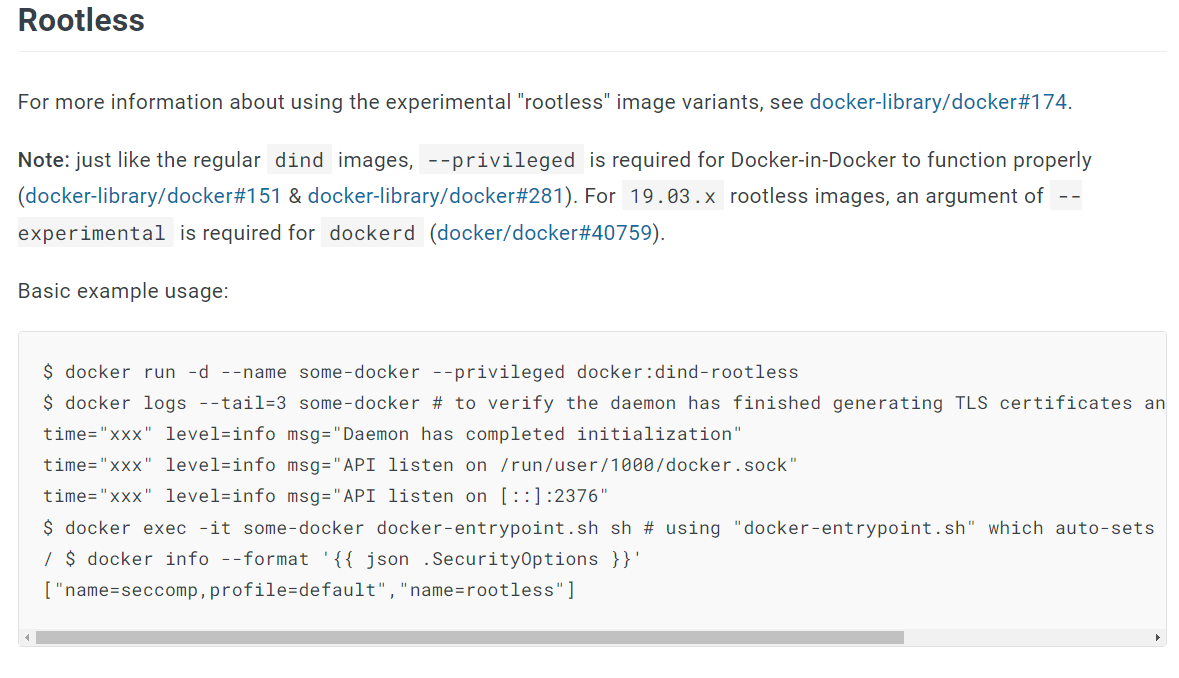 Rootless
For more information about using the experimental "rootless" image variants, see docker-library/docker#174.
Note: just like the regular dind images, --privileged is required for Docker-in-Docker to function properly
(docker-library/docker#151 & docker-library/docker#281). For 19.03.x rootless images, an argument of --
experimental is required for dockerd (docker/docker#40759).
Basic example usage:
$ docker run -d --name some-docker --privileged docker:dind-rootless
$ docker logs --tail=3 some-docker # to verify the daemon has finished generating TLS certificates an
time="xxx" level=info msg="Daemon has completed initialization"
time="xxx" level=info msg="API listen on /run/user/1000/docker.sock"
time="xxx" level=info msg="API listen on [::]:2376"
$ docker exec -it some-docker docker-entrypoint.sh sh # using "docker-entrypoint.sh" which auto-sets
/ $ docker info --format '{{ json .SecurityOptions }}'
["name=seccomp,profile=default","name=rootless"]